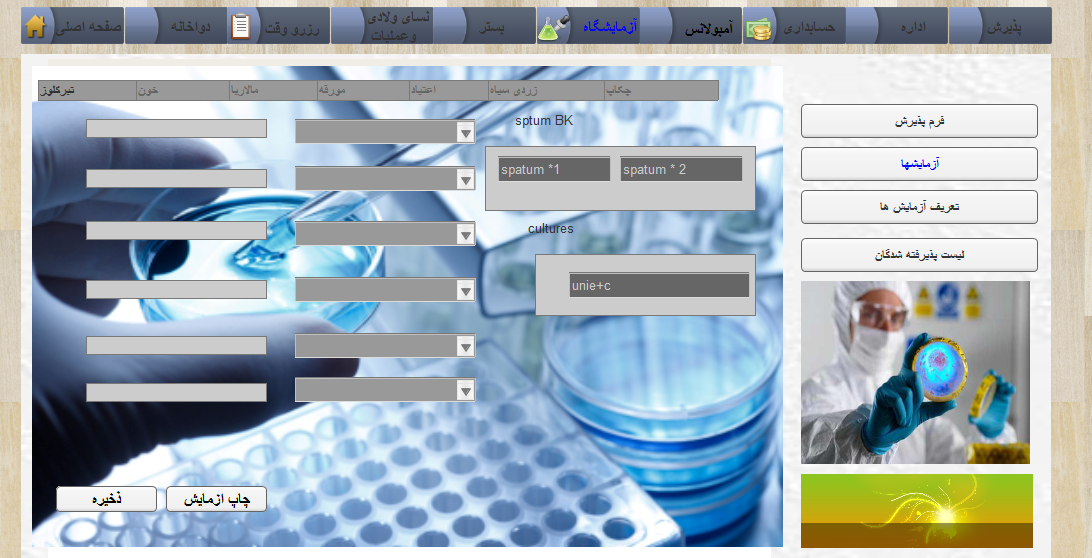 پذیرش
اداره
حسابداری
آمبولانس
آزمایشگاه
بستر
نسای ولادی
وعملیات
رزرو وقت
دواخانه
صفحه اصلی
چکاپ
زردی سیاه
اعتیاد
مورقه
مالاریا
خون
تبرکلوز
sptum BK
spatum *1
spatum * 2
cultures
unie+c
فرم پذیرش
آزمایشها
تعریف آزمایش ها
لیست پذیرفته شدگان
چاپ ازمایش
ذخیره